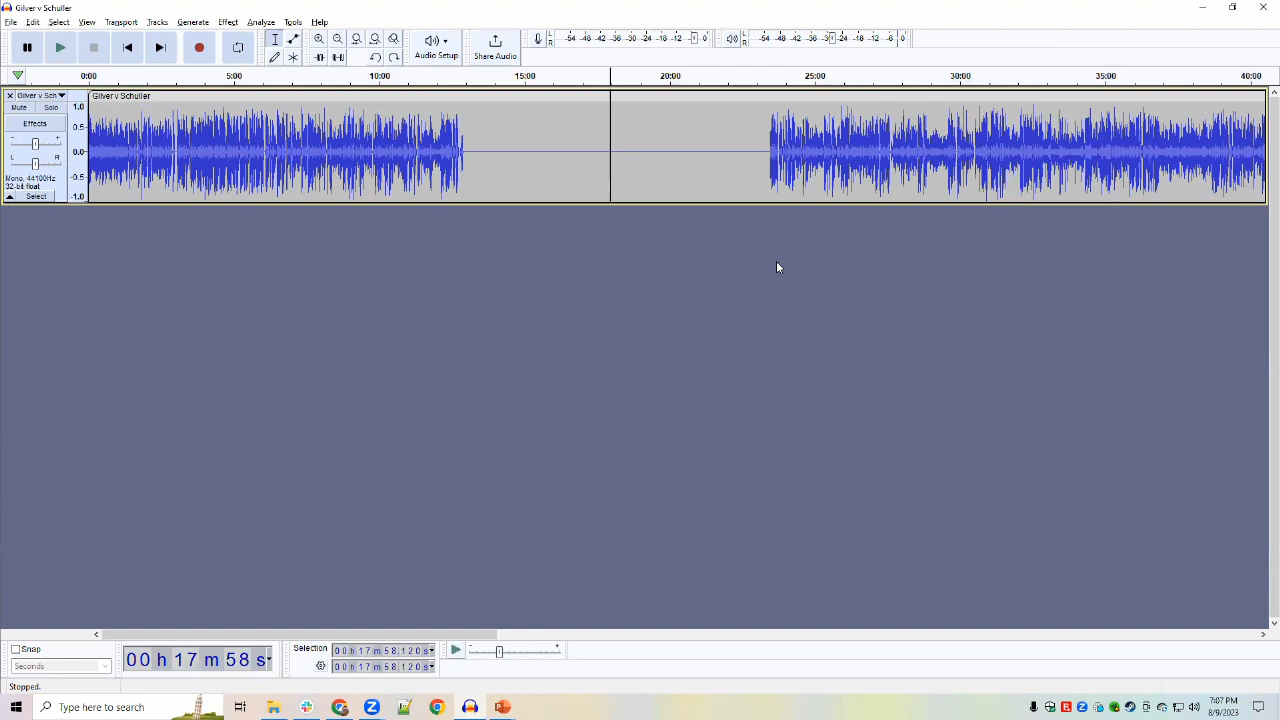 Gilver v Schuller
File Edit Select View Transport Tracks Generate Effect Analyze Tools Help
Audio Setup
Share Audio
L
R
-54 -48 -42 -36 -30 -24 -18 -12 0
L
R
-54 -48 -42 -36 -30 -24 -18 -12 -6 0
0:00 5:00 10:00 15:00 20:00 25:00 30:00 35:00 40:00
Gilver v Sch
Mute Solo
Effects
- +
L R
Mono, 44100Hz
32-bit float
Select
1.0
0.5
0.0
-0.5
-1.0
Gilver v Schuller
Snap
Seconds
00 h 17 m 58 s
Selection
00 h 17 m 58.120 s
00 h 17 m 58.120 s
- +
Stopped.
Type here to search
7:07 PM
8/9/2023